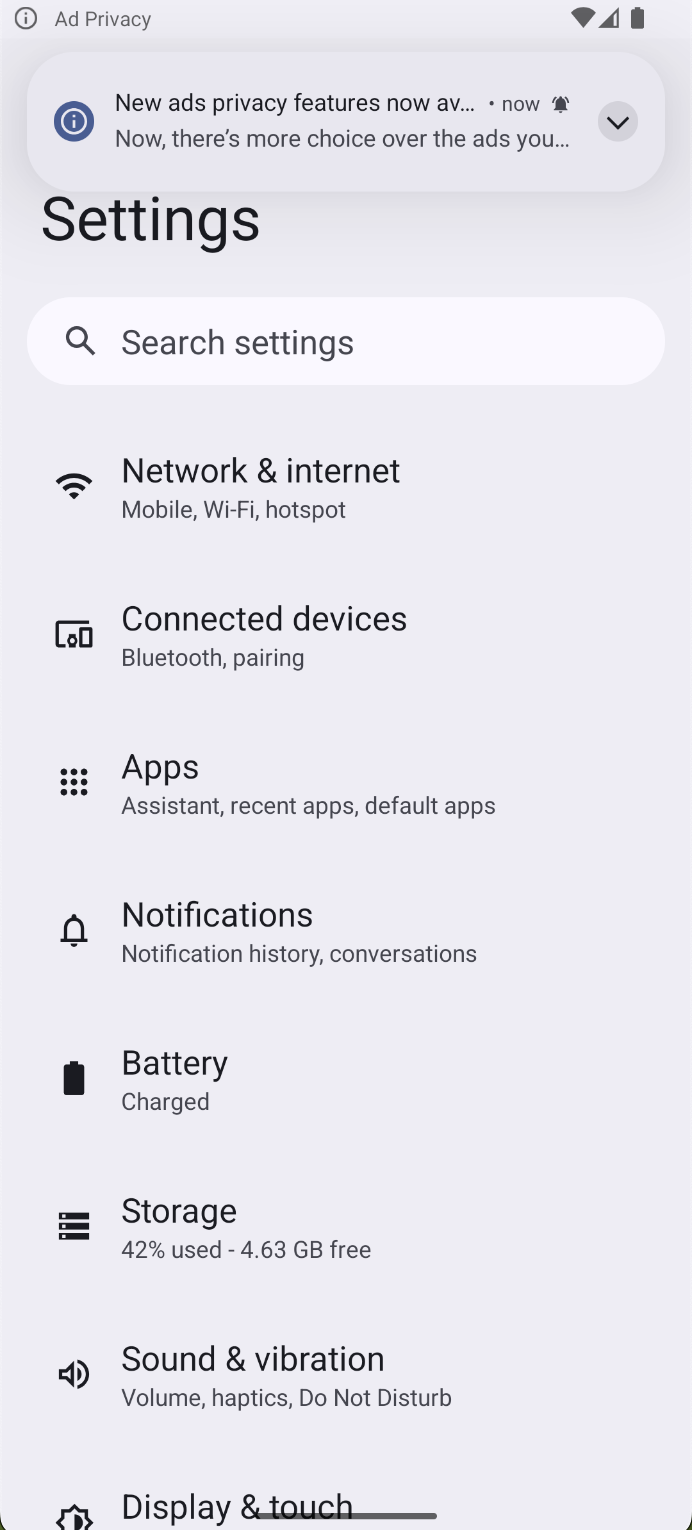 Ad Privacy
New ads privacy features now av… • now
Now, there’s more choice over the ads you…
Settings
Search settings
Network & internet
Mobile, Wi-Fi, hotspot
Connected devices
Bluetooth, pairing
Apps
Assistant, recent apps, default apps
Notifications
Notification history, conversations
Battery
Charged
Storage
42% used - 4.63 GB free
Sound & vibration
Volume, haptics, Do Not Disturb
Display & touch